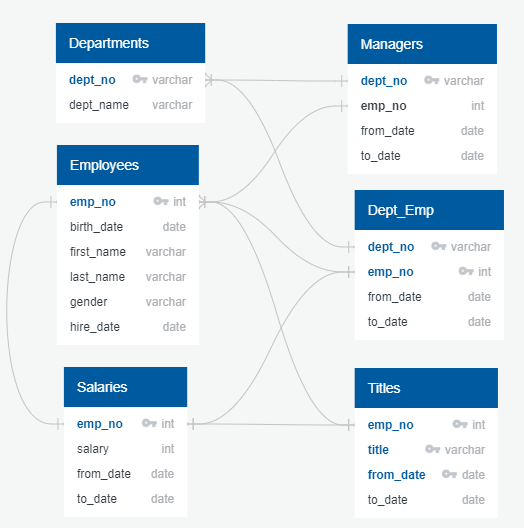 Departments
dept_no varchar
dept_name varchar
Employees
emp_no int
birth_date date
first_name varchar
last_name varchar
gender varchar
hire_date date
Salaries
emp_no int
salary int
from_date date
to_date date
Managers
dept_no varchar
emp_no int
from_date date
to_date date
Dept_Emp
dept_no varchar
emp_no int
from_date date
to_date date
Titles
emp_no int
title varchar
from_date date
to_date date